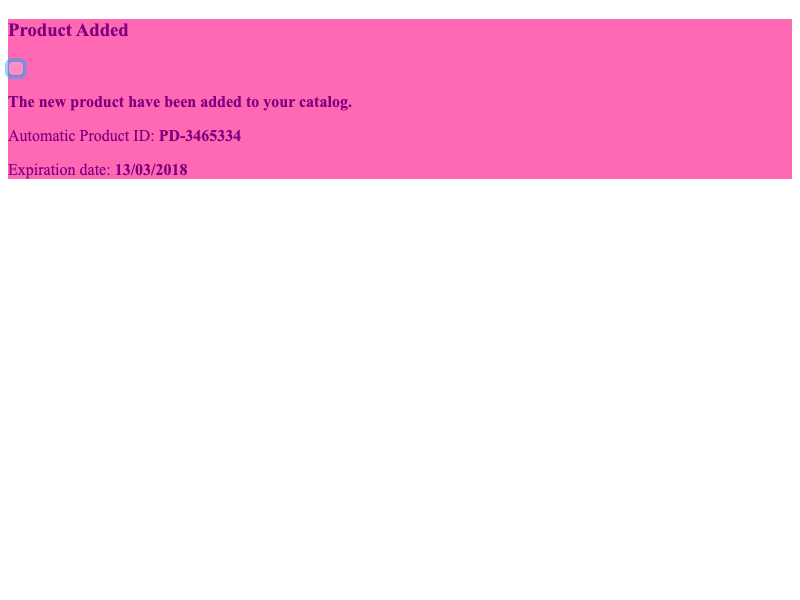 Product Added
The new product have been added to your catalog.
Automatic Product ID: PD-3465334
Expiration date: 13/03/2018